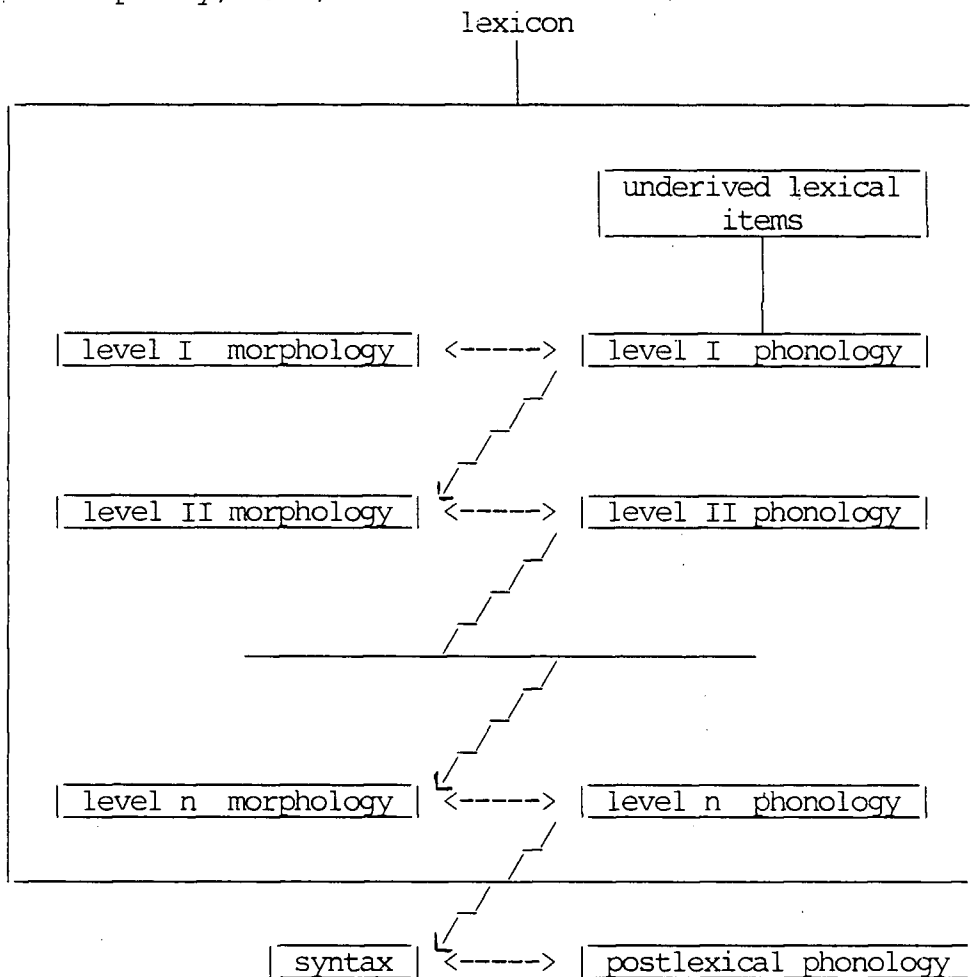 lexicon
underived lexical
items
level I morphology <-----> level I phonology
level II morphology <-----> level II phonology
level n morphology <-----> level n phonology
syntax <-----> postlexical phonology